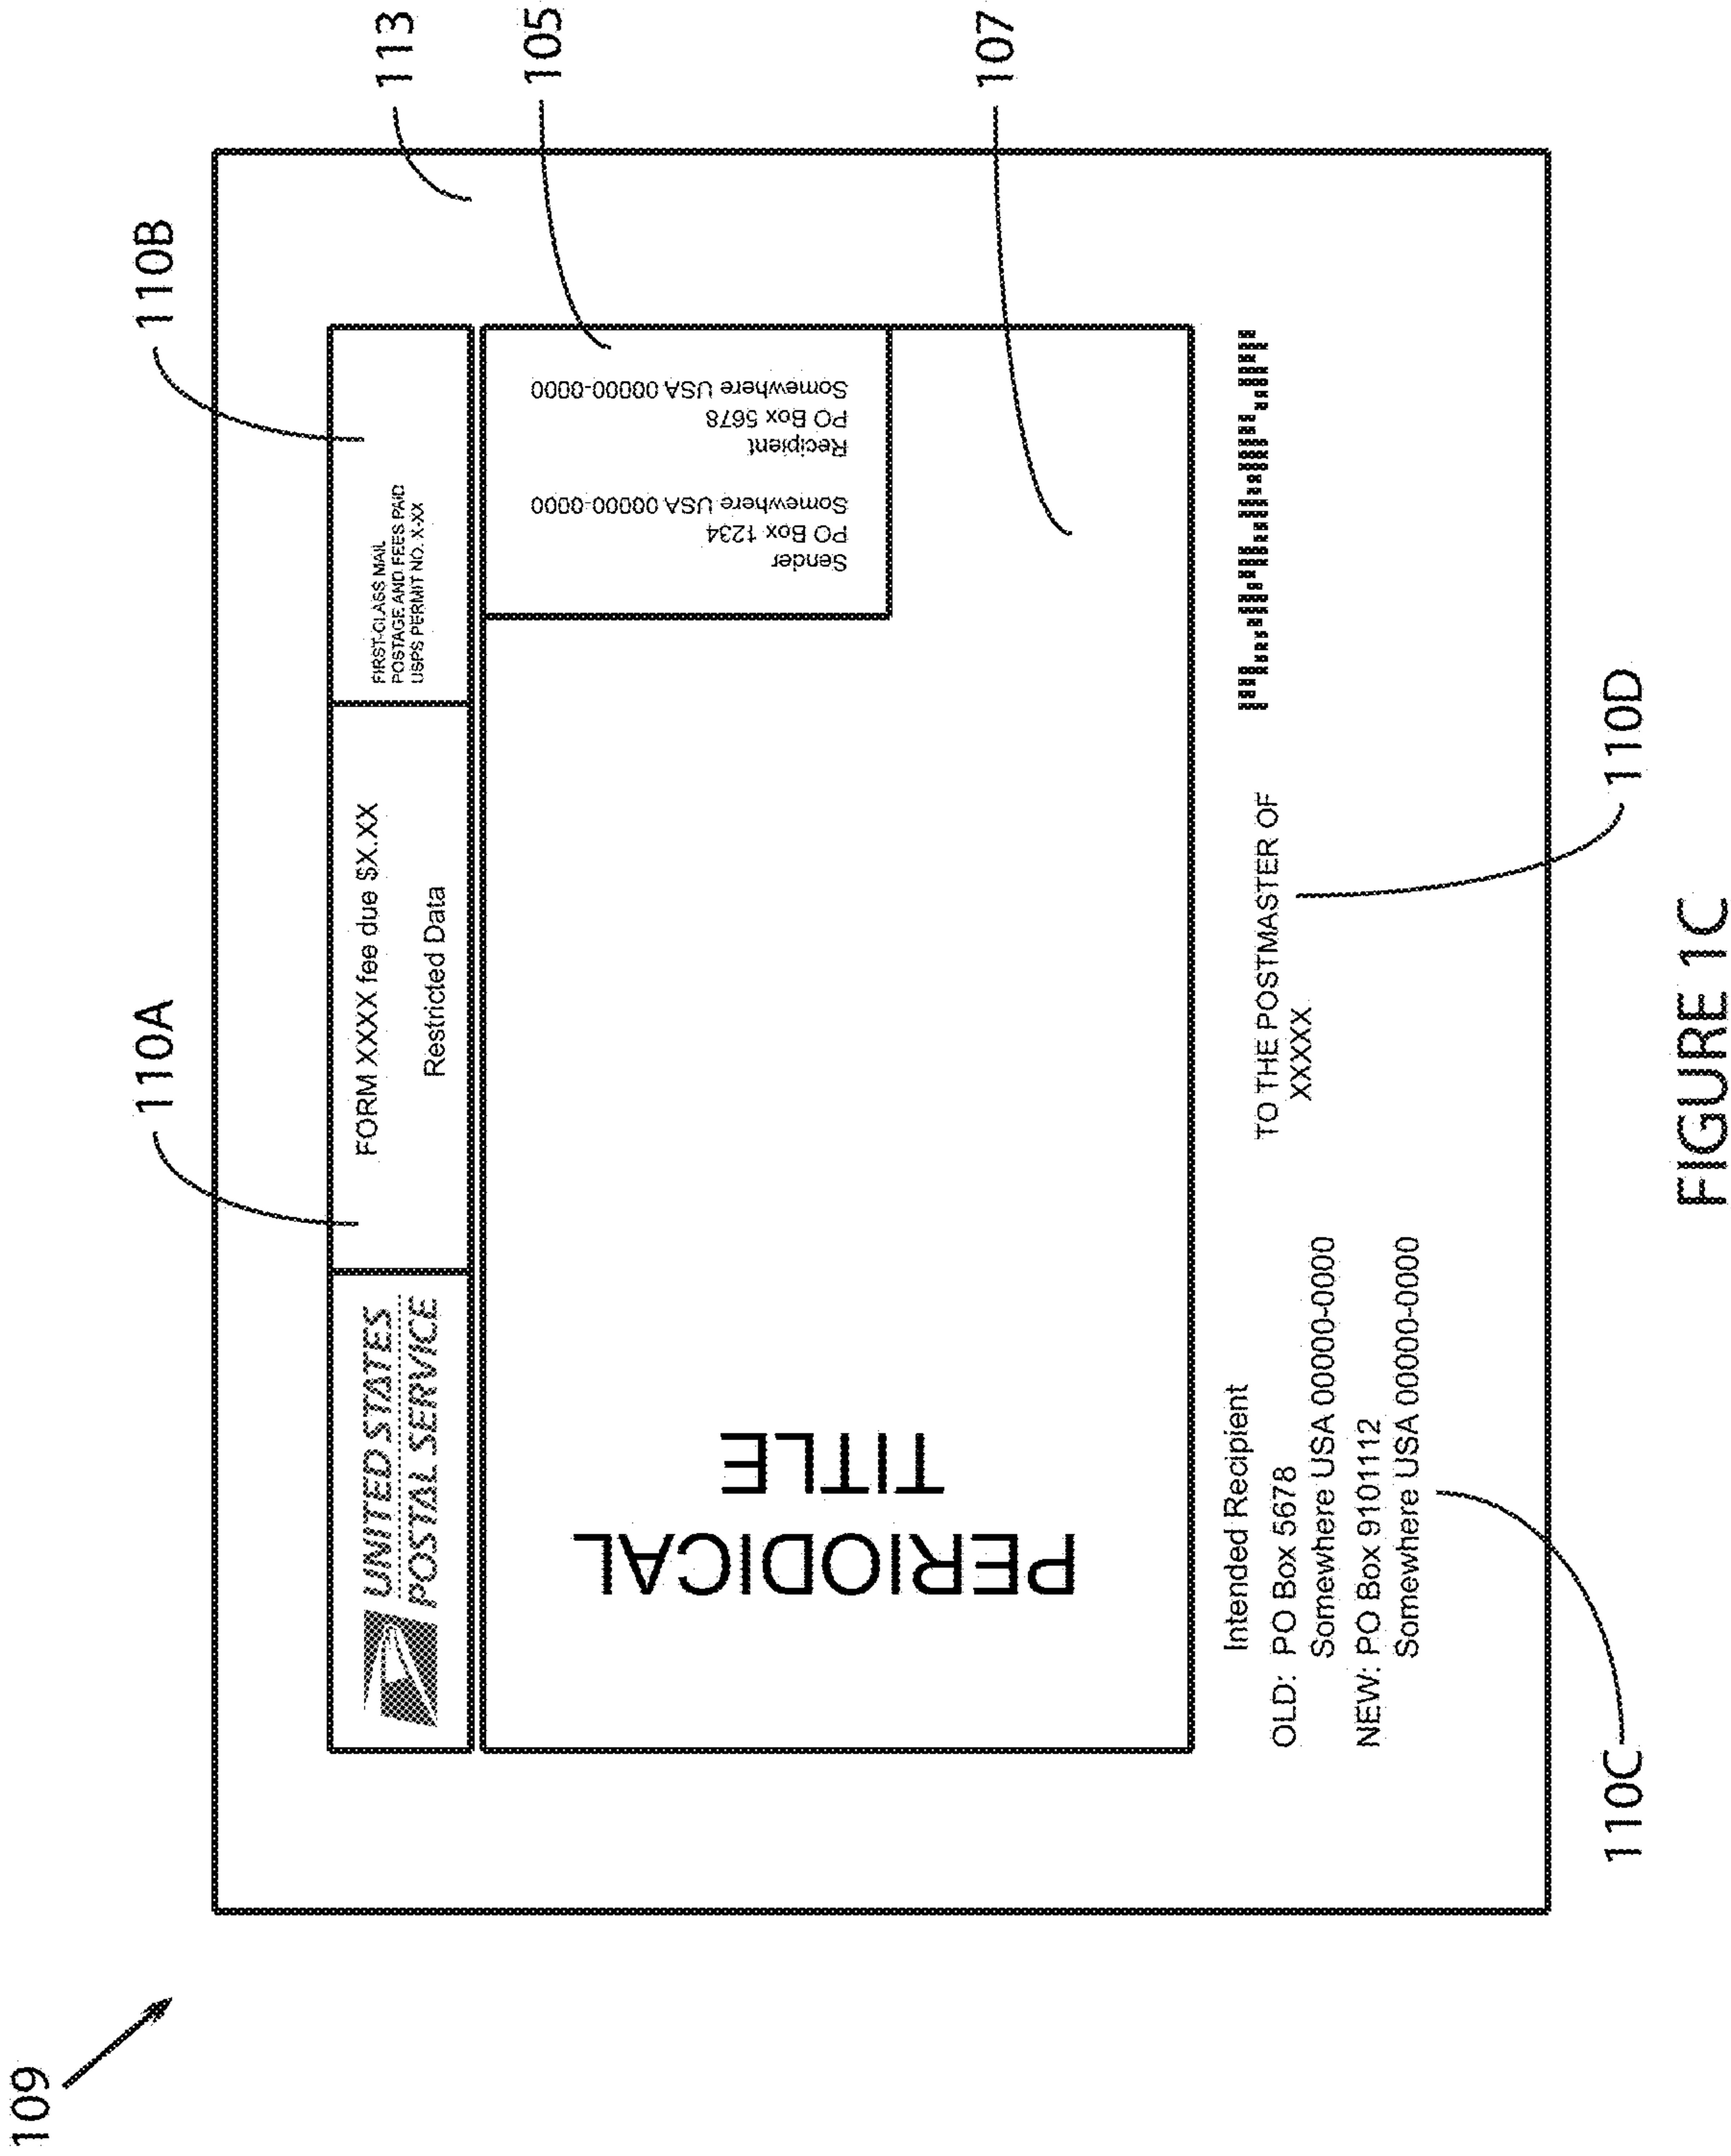 109
110A
110B
113
UNITED STATES
POSTAL SERVICE
FORM XXXX fee due $X.XX
Restricted Data
FIRST-CLASS MAIL
POSTAGE AND FEES PAID
USPS PERMIT NO. X-XX
105
Sender
PO Box 1234
Somewhere USA 00000-0000
Recipient
PO Box 5678
Somewhere USA 00000-0000
PERIODICAL
TITLE
107
Intended Recipient
OLD: PO Box 5678
Somewhere USA 00000-0000
NEW: PO Box 9101112
Somewhere USA 00000-0000
TO THE POSTMASTER OF
XXXXX
110C
110D
FIGURE 1C